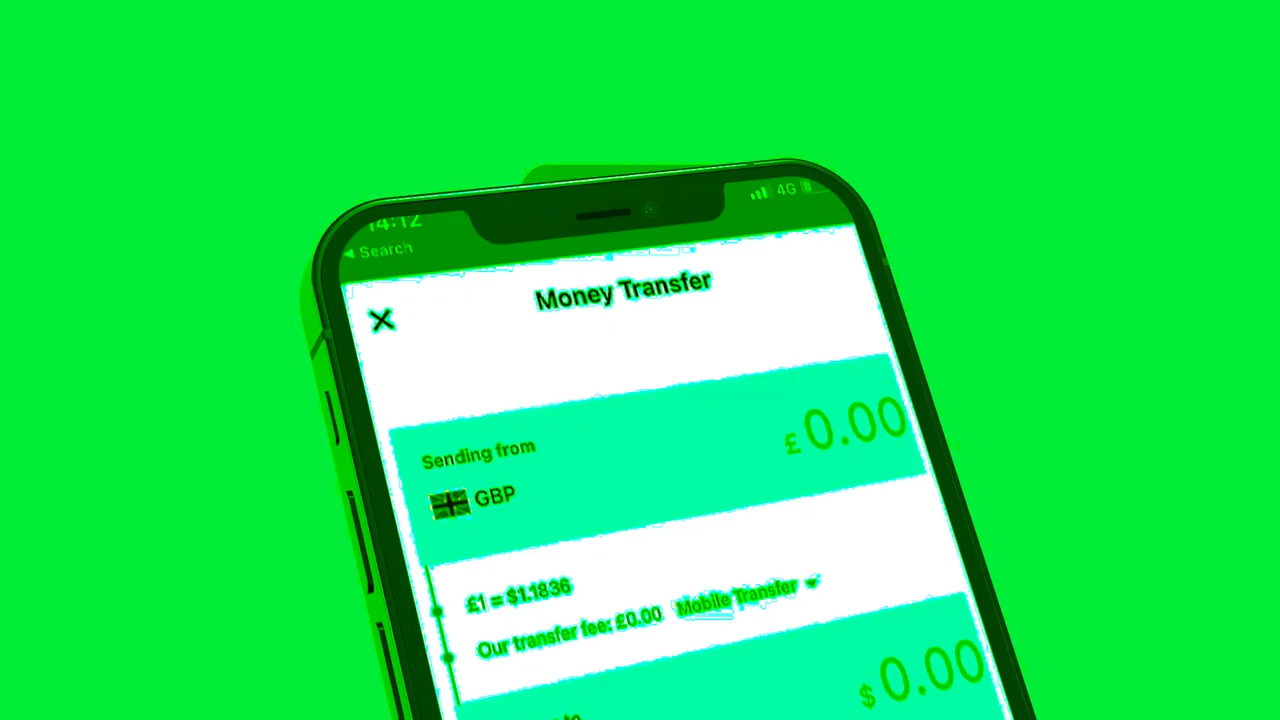 14:12
4G
Search
Money Transfer
Sending from
£0.00
GBP
£1 = $1.1836
Our transfer fee: £0.00 Mobile Transfer
$0.00